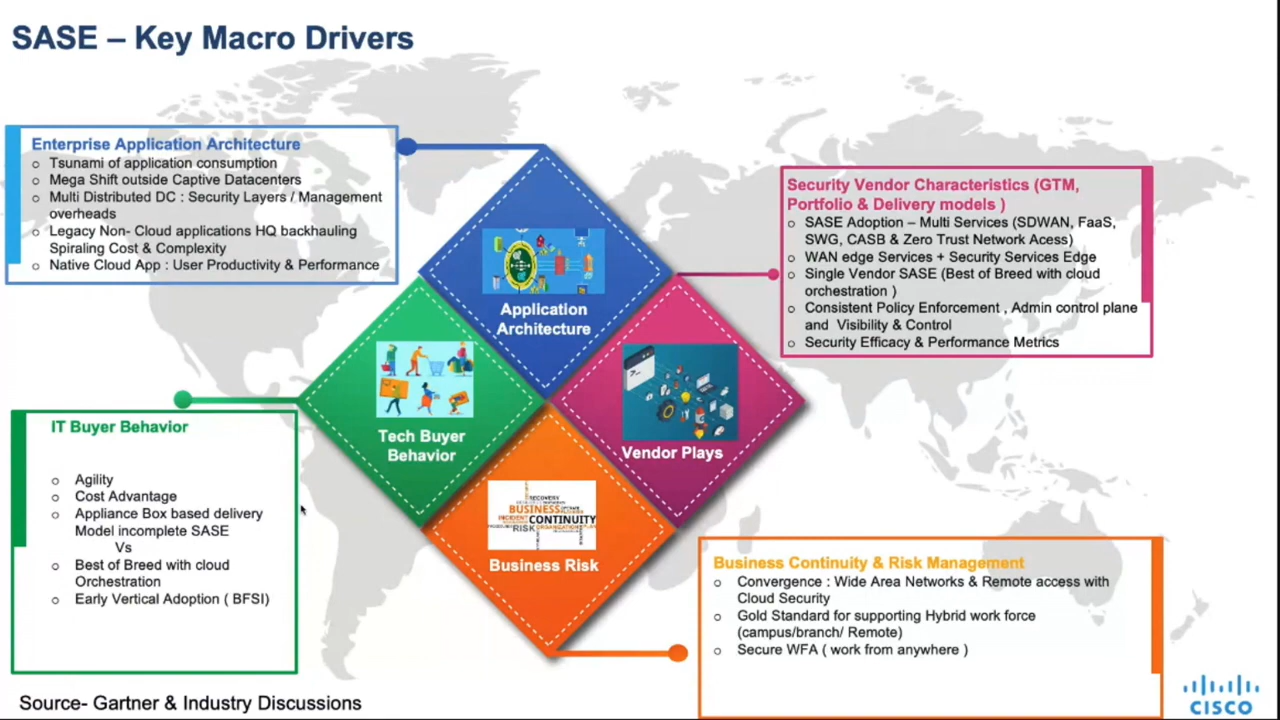 SASE – Key Macro Drivers
Enterprise Application Architecture
o Tsunami of application consumption
o Mega Shift outside Captive Datacenters
o Multi Distributed DC : Security Layers / Management
overheads
o Legacy Non- Cloud applications HQ backhauling
Spiraling Cost & Complexity
o Native Cloud App : User Productivity & Performance
Security Vendor Characteristics (GTM,
Portfolio & Delivery models )
o SASE Adoption – Multi Services (SDWAN, FaaS,
SWG, CASB & Zero Trust Network Acess)
o WAN edge Services + Security Services Edge
o Single Vendor SASE (Best of Breed with cloud
orchestration )
o Consistent Policy Enforcement , Admin control plane
and Visibility & Control
o Security Efficacy & Performance Metrics
Application
Architecture
Tech Buyer
Behavior
Vendor Plays
RECOVERY
BUSINESS
INCIDENT
CONTINUITY
RISK
ORGANIZATION
Business Risk
IT Buyer Behavior
o Agility
o Cost Advantage
o Appliance Box based delivery
Model incomplete SASE
Vs
o Best of Breed with cloud
Orchestration
o Early Vertical Adoption ( BFSI)
Business Continuity & Risk Management
o Convergence : Wide Area Networks & Remote access with
Cloud Security
o Gold Standard for supporting Hybrid work force
(campus/branch/ Remote)
o Secure WFA ( work from anywhere )
Source- Gartner & Industry Discussions
CISCO